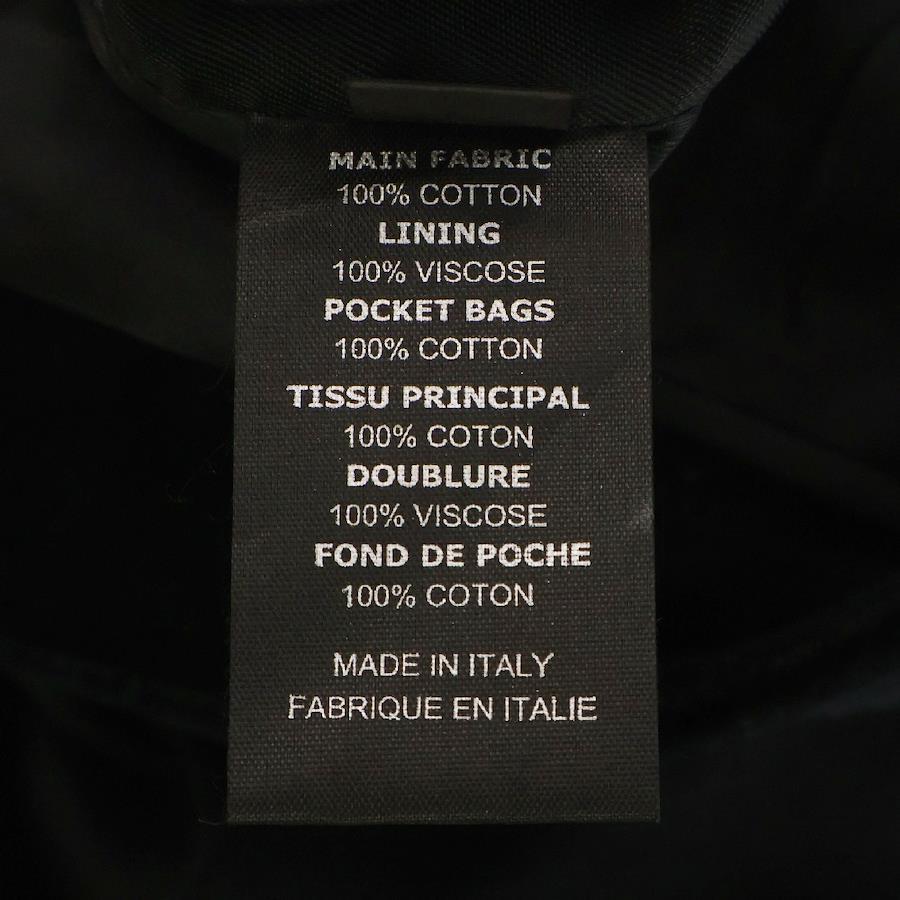 MAIN FABRIC
100% COTTON
LINING
100% VISCOSE
POCKET BAGS
100% COTTON
TISSU PRINCIPAL
100% COTON
DOUBLURE
100% VISCOSE
FOND DE POCHE
100% COTON
MADE IN ITALY
FABRIQUE EN ITALIE